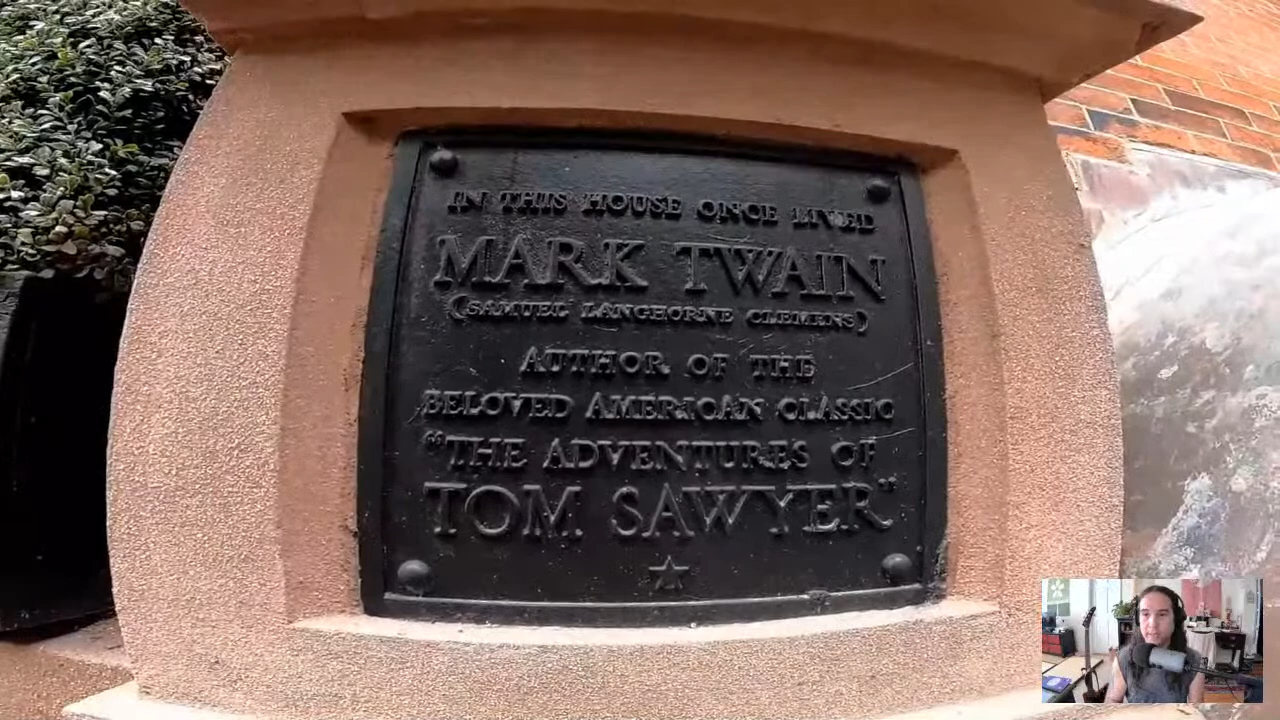 IN THIS HOUSE ONCE LIVED
MARK TWAIN
(SAMUEL LANGHORNE CLEMENS)
AUTHOR OF THE
BELOVED AMERICAN CLASSIC
"THE ADVENTURES OF
TOM SAWYER"